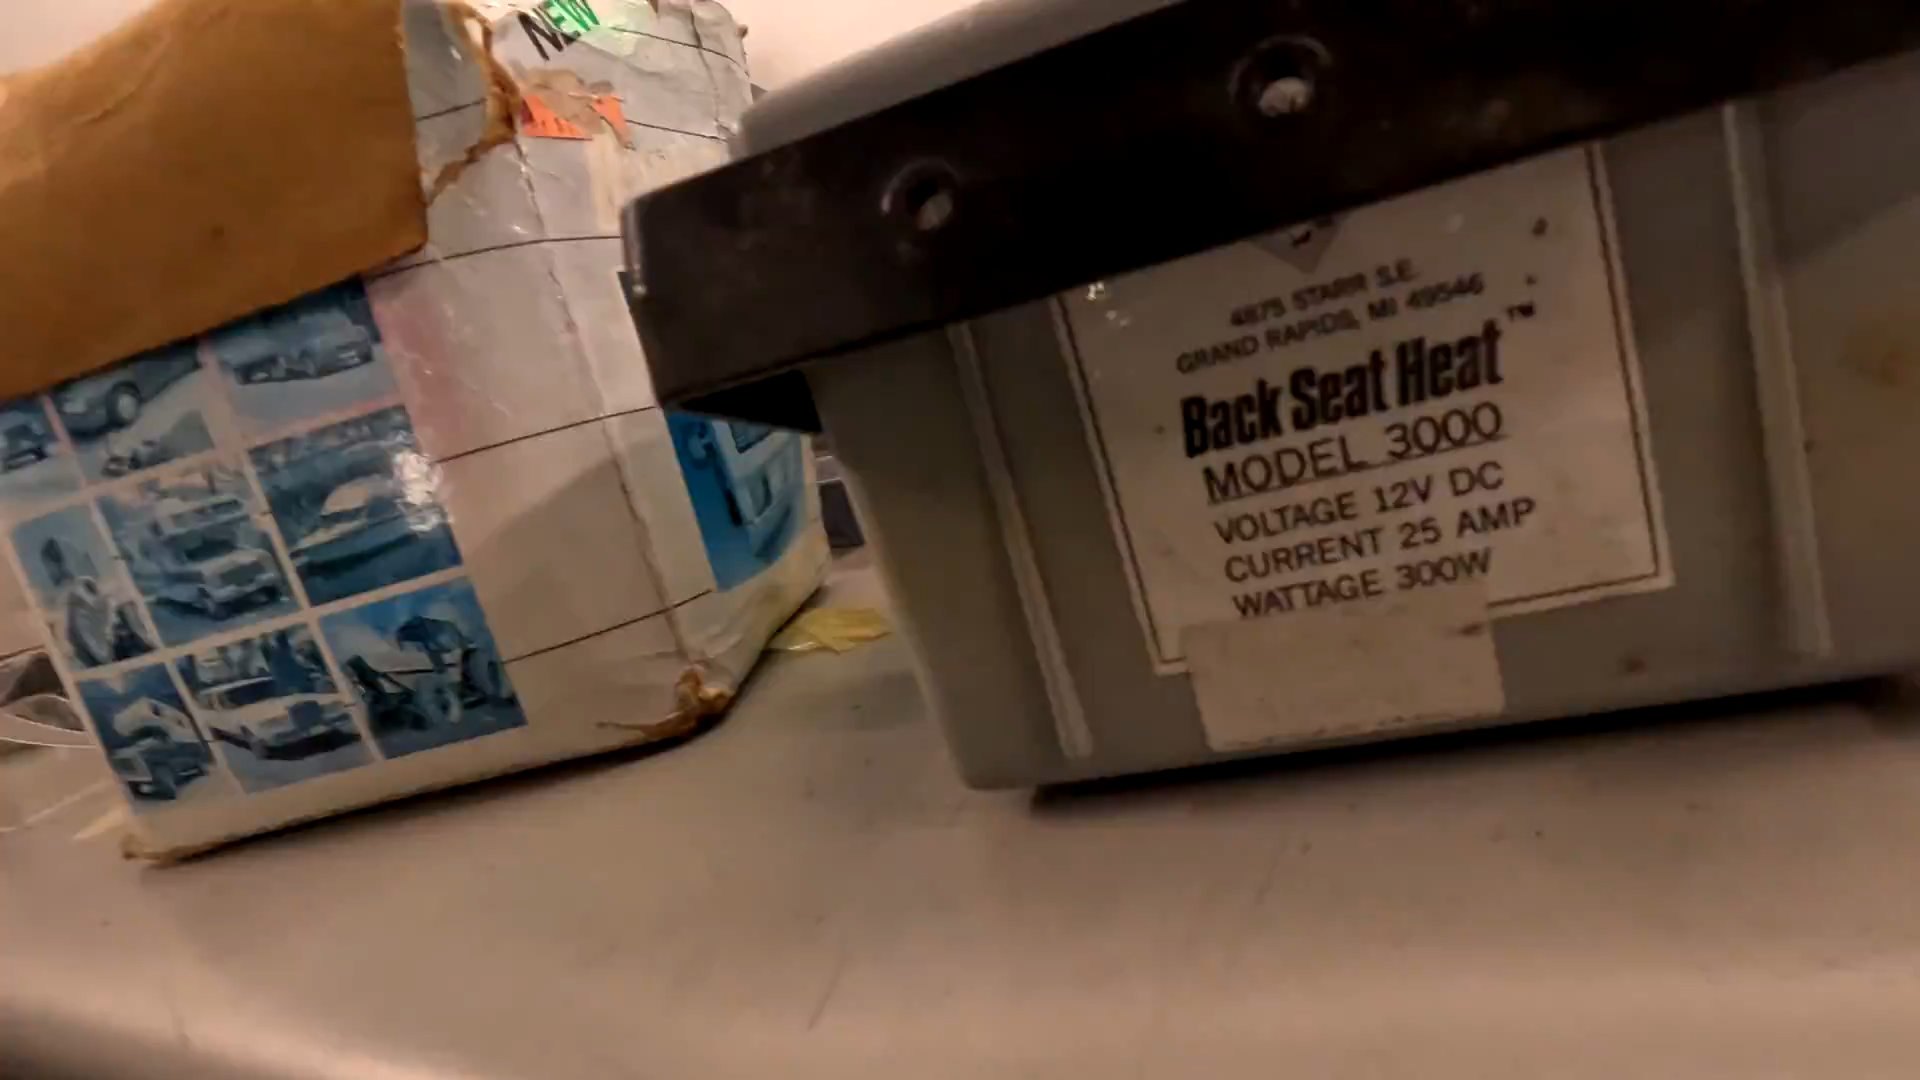 NEW
4875 STARR S.E.
GRAND RAPIDS, MI 49546
Back Seat Heat™
MODEL 3000
VOLTAGE 12V DC
CURRENT 25 AMP
WATTAGE 300W